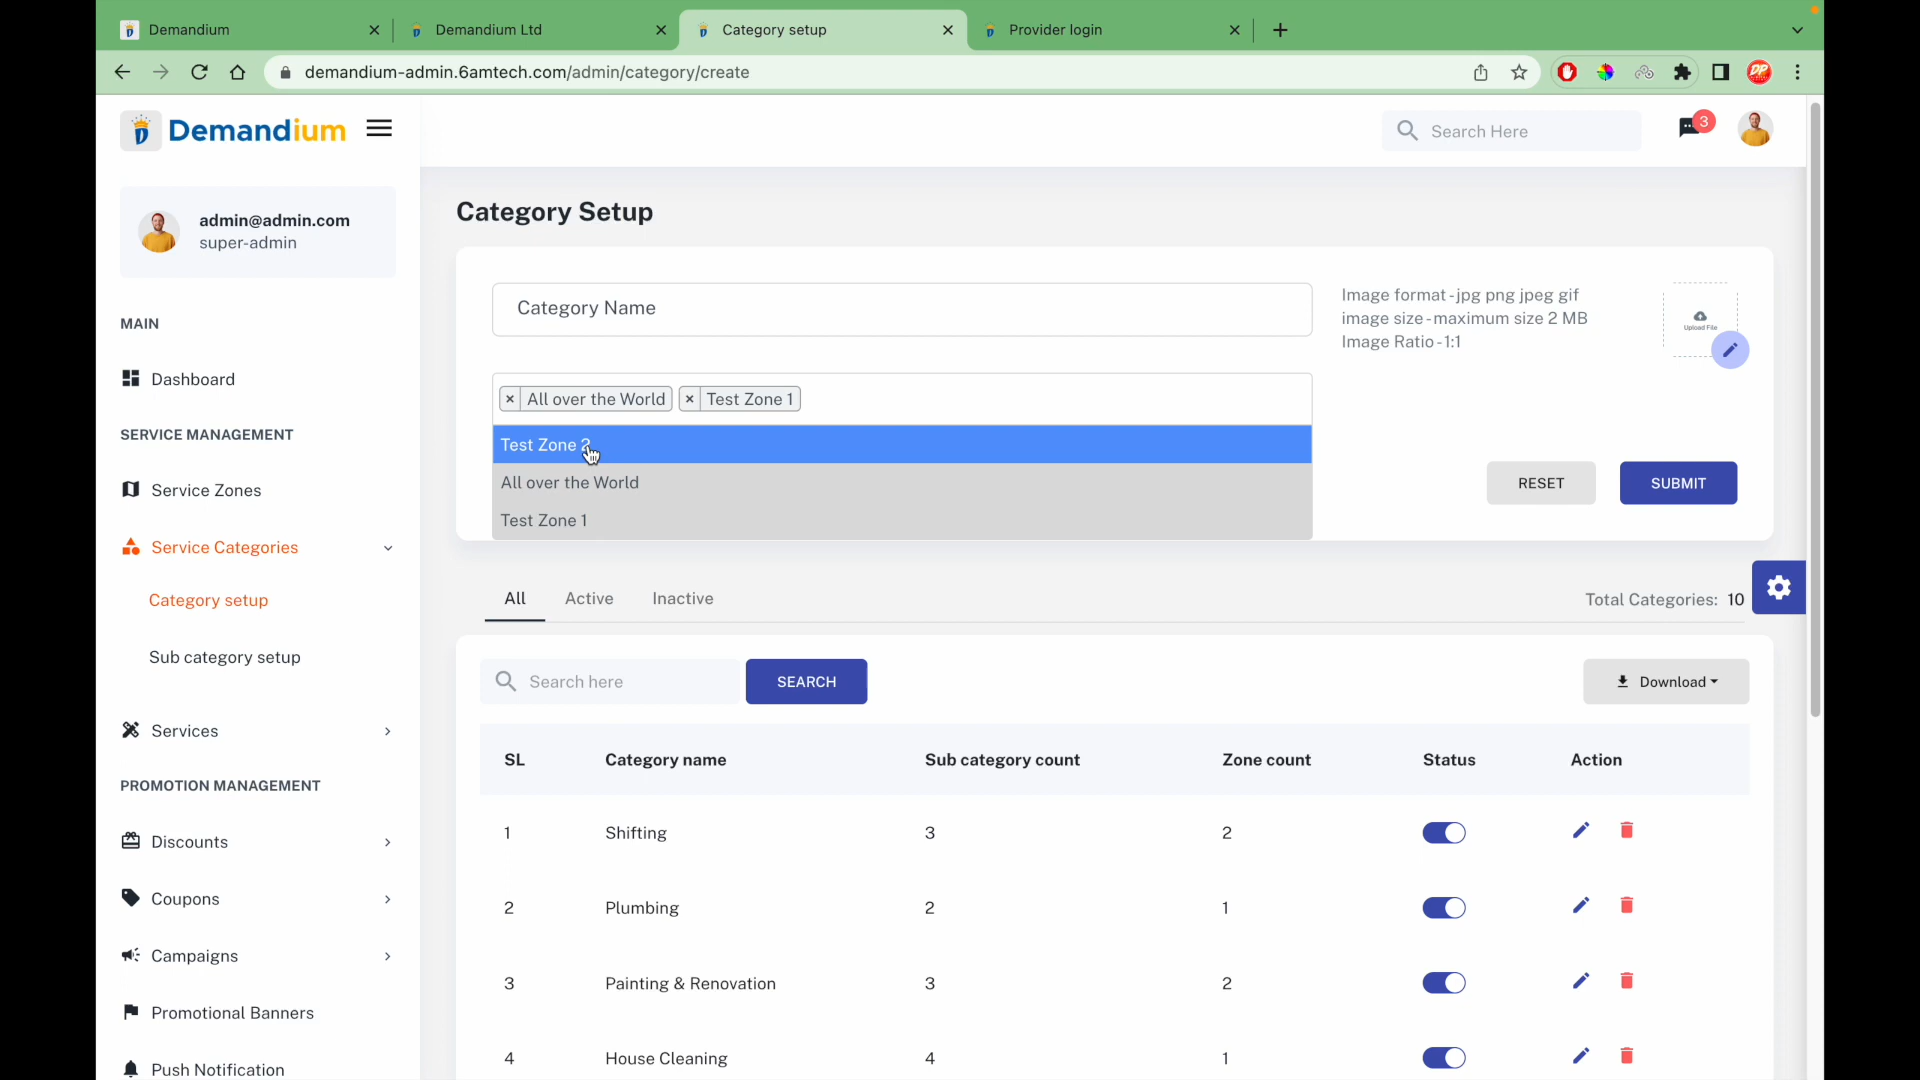 Demandium
Demandium Ltd
Category setup
Provider login
demandium-admin.6amtech.com/admin/category/create
Demandium
Search Here
3
admin@admin.com
super-admin
MAIN
Dashboard
SERVICE MANAGEMENT
Service Zones
Service Categories
Category setup
Sub category setup
Services
PROMOTION MANAGEMENT
Discounts
Coupons
Campaigns
Promotional Banners
Push Notification
Category Setup
Category Name
Image format - jpg png jpeg gif
image size - maximum size 2 MB
Image Ratio - 1:1
Upload File
× All over the World × Test Zone 1
Test Zone 2
All over the World
Test Zone 1
RESET SUBMIT
All Active Inactive Total Categories: 10
Search here SEARCH Download
SL Category name Sub category count Zone count Status Action
1 Shifting 3 2
2 Plumbing 2 1
3 Painting & Renovation 3 2
4 House Cleaning 4 1